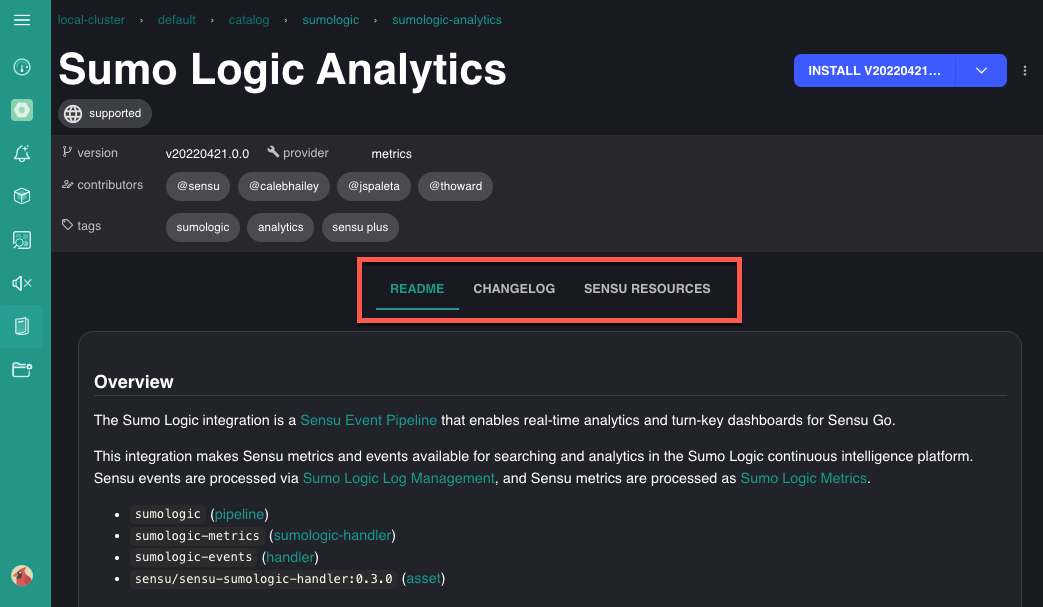 local-cluster › default › catalog › sumologic › sumologic-analytics
Sumo Logic Analytics
INSTALL V20220421...
supported
version v20220421.0.0 provider metrics
contributors @sensu @calebhailey @jspaleta @thoward
tags sumologic analytics sensu plus
README CHANGELOG SENSU RESOURCES
Overview
The Sumo Logic integration is a Sensu Event Pipeline that enables real-time analytics and turn-key dashboards for Sensu Go.
This integration makes Sensu metrics and events available for searching and analytics in the Sumo Logic continuous intelligence platform.
Sensu events are processed via Sumo Logic Log Management, and Sensu metrics are processed as Sumo Logic Metrics.
• sumologic (pipeline)
• sumologic-metrics (sumologic-handler)
• sumologic-events (handler)
• sensu/sensu-sumologic-handler:0.3.0 (asset)